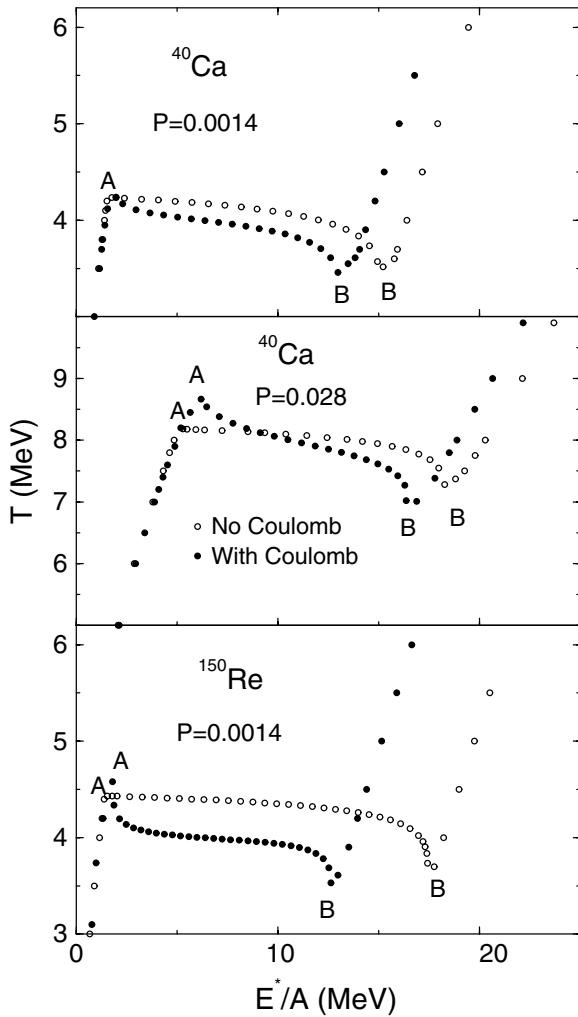 6
⁴⁰Ca
5
P=0.0014
A
4
B B
⁴⁰Ca
A
9
P=0.028
A
8
7
No Coulomb
B B
With Coulomb
6
T (MeV)
6
¹⁵⁰Re
5
P=0.0014
A
A
4
B
B
3
0 10 20
E*/A (MeV)